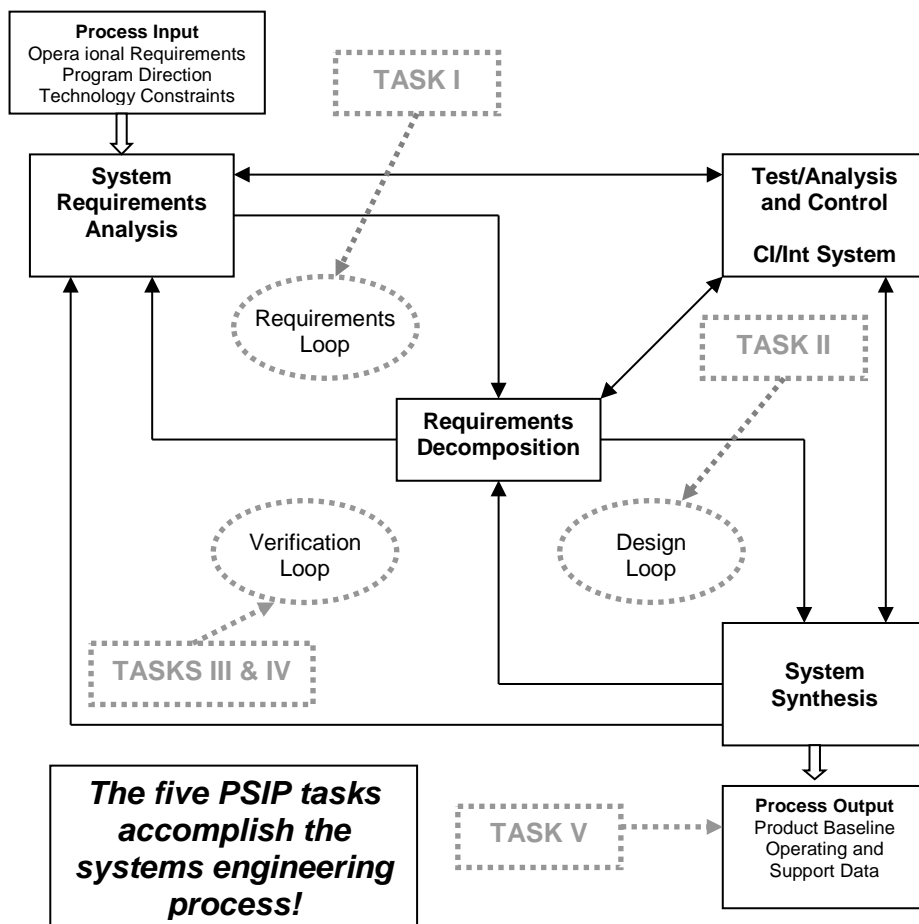 Process Input
Opera ional Requirements
Program Direction
Technology Constraints
TASK I
System
Requirements
Analysis
Test/Analysis
and Control
CI/Int System
Requirements
Loop
TASK II
Requirements
Decomposition
Verification
Loop
Design
Loop
TASKS III & IV
System
Synthesis
The five PSIP tasks
accomplish the
systems engineering
process!
TASK V
Process Output
Product Baseline
Operating and
Support Data